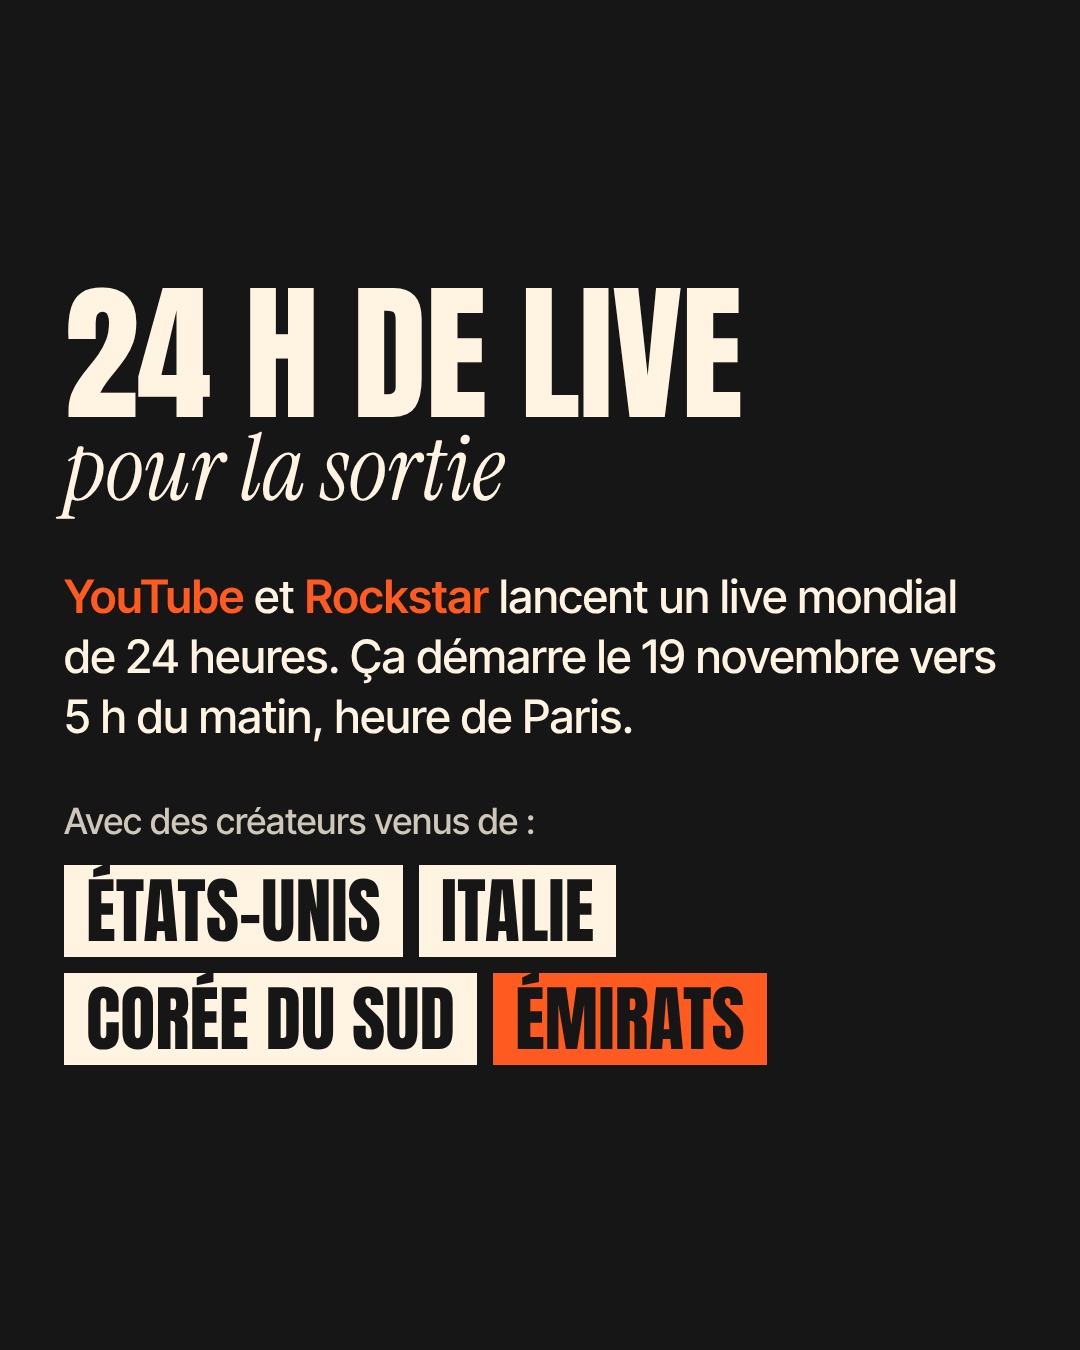 24 H DE LIVE
pour la sortie
YouTube et Rockstar lancent un live mondial
de 24 heures. Ça démarre le 19 novembre vers
5 h du matin, heure de Paris.
Avec des créateurs venus de :
ÉTATS-UNIS ITALIE
CORÉE DU SUD ÉMIRATS